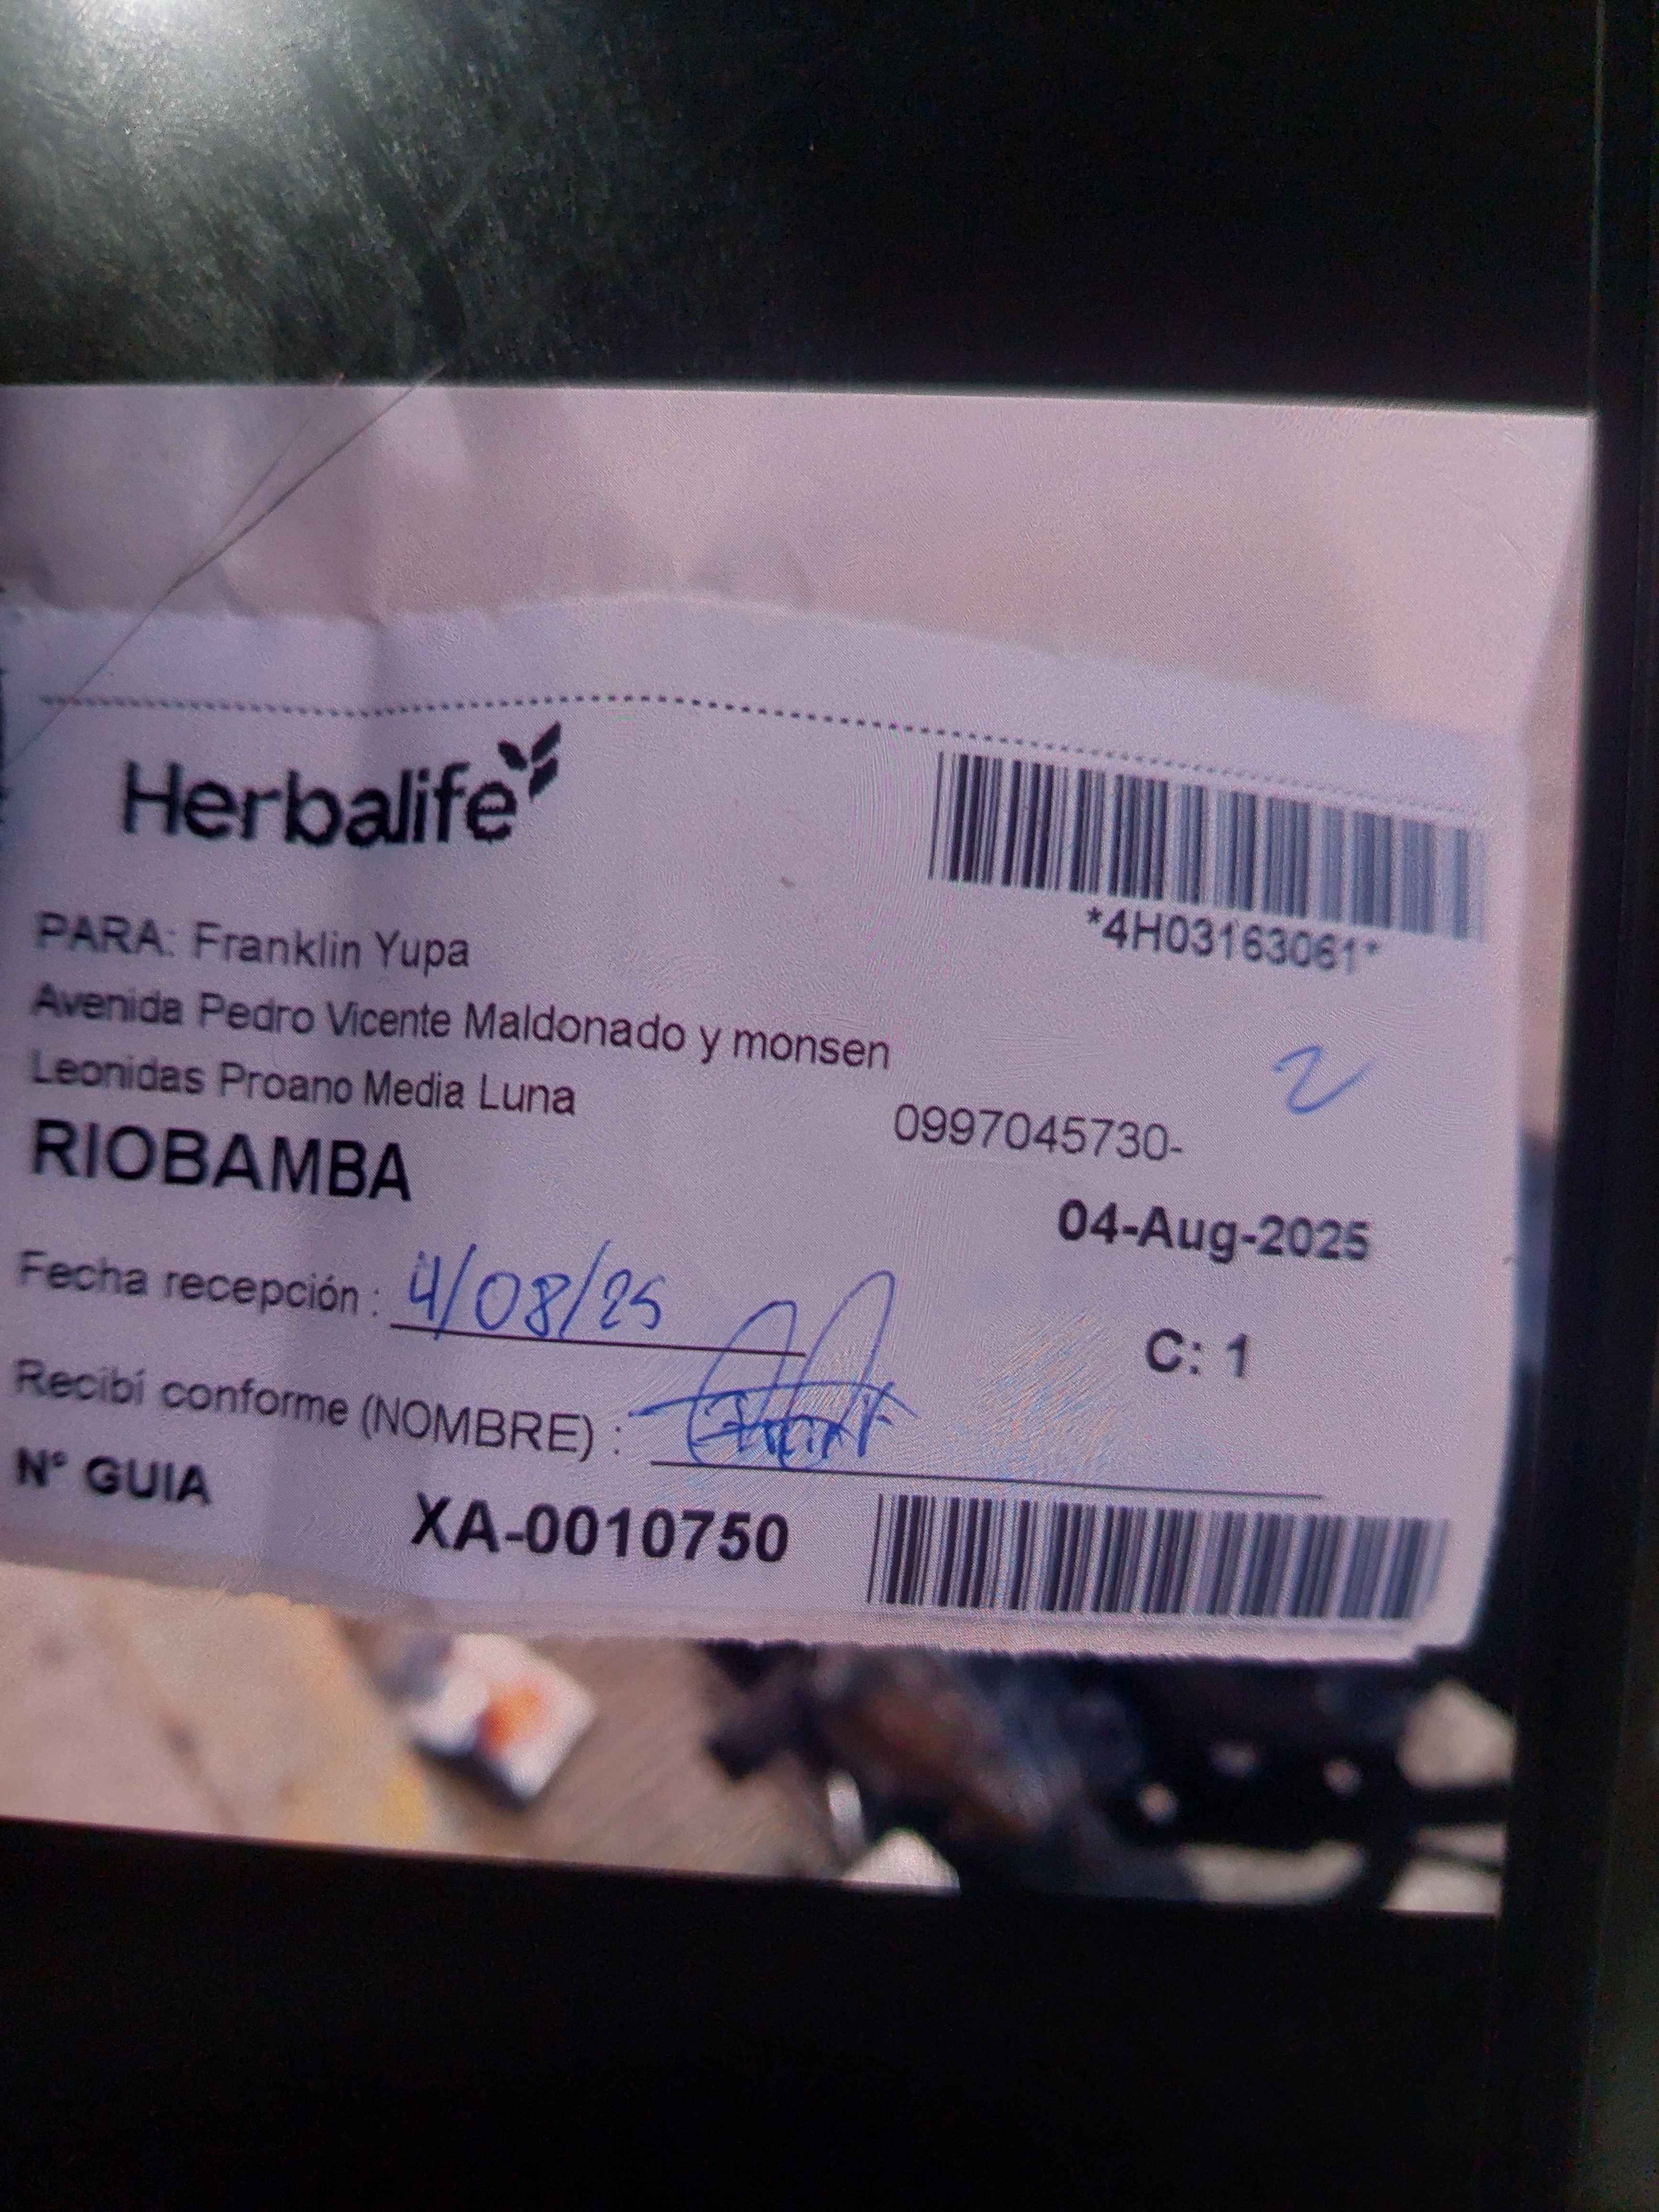 Herbalife
*4H03163061*
PARA: Franklin Yupa
Avenida Pedro Vicente Maldonado y monsen
Leonidas Proano Media Luna
0997045730-
2
RIOBAMBA
04-Aug-2025
Fecha recepción : 4/08/25
C: 1
Recibí conforme (NOMBRE) :
N° GUIA
XA-0010750